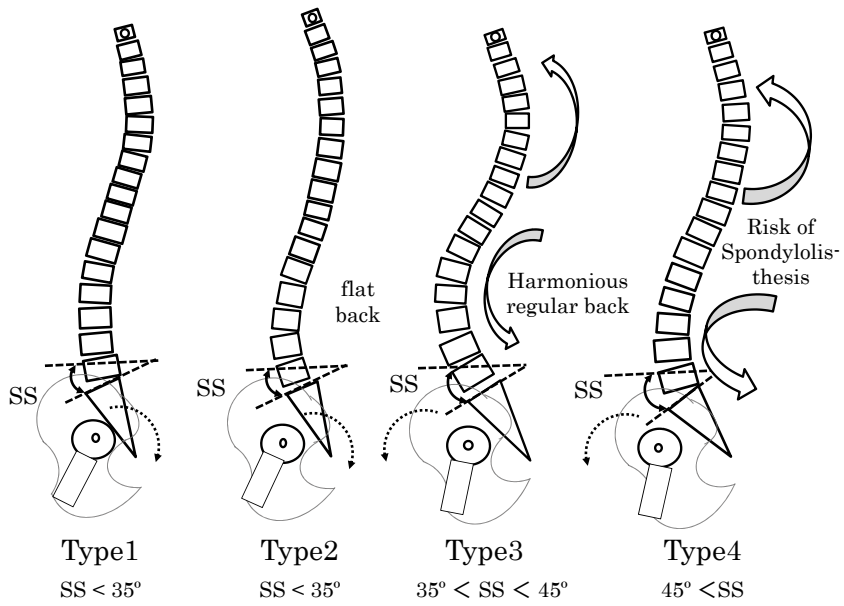 SS
SS
SS
SS
flat
back
Harmonious
regular back
Risk of
Spondylolis-
thesis
Type1
Type2
Type3
Type4
SS < 35º
SS < 35º
35º < SS < 45º
45º <SS